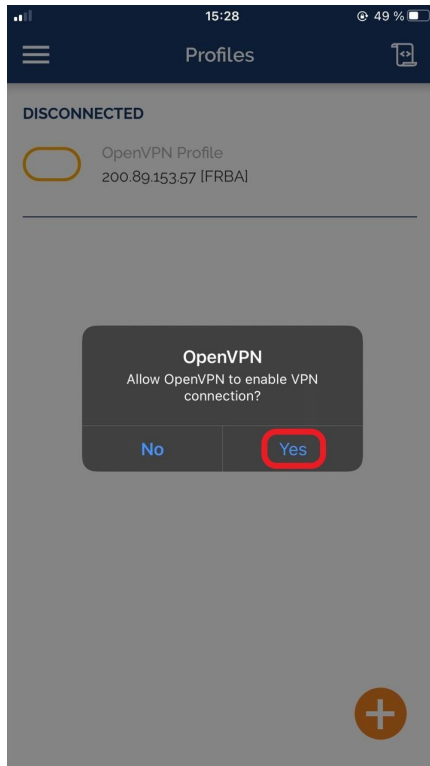 15:28
49 %
Profiles
DISCONNECTED
OpenVPN Profile
200.89.153.57 [FRBA]
OpenVPN
Allow OpenVPN to enable VPN
connection?
No
Yes